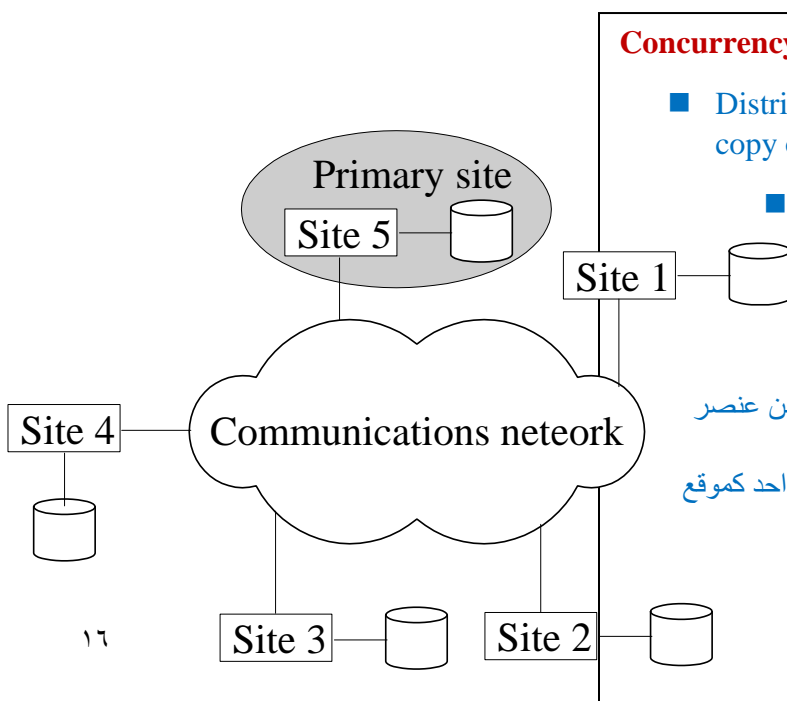 Concurrency
Distri
copy
Primary site
Site 5
Site 1
ن عنصر
Site 4
Communications neteork
احد كموقع
١٦
Site 3
Site 2